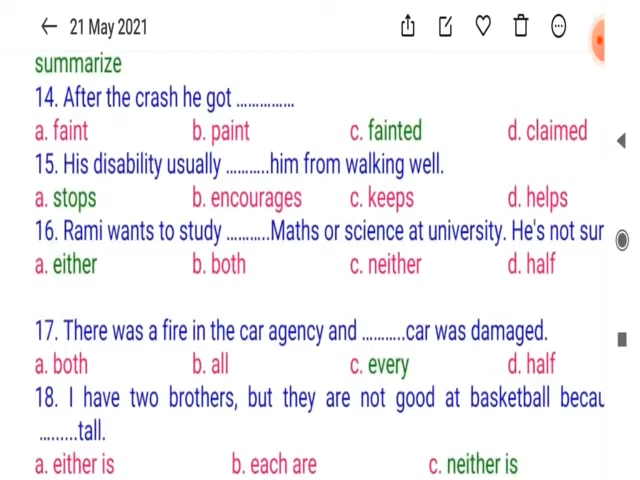 21 May 2021
summarize
14. After the crash he got ...............
a. faint b. paint c. fainted d. claimed
15. His disability usually ...........him from walking well.
a. stops b. encourages c. keeps d. helps
16. Rami wants to study ...........Maths or science at university. He's not sur
a. either b. both c. neither d. half
17. There was a fire in the car agency and ...........car was damaged.
a. both b. all c. every d. half
18. I have two brothers, but they are not good at basketball becau
..........tall.
a. either is b. each are c. neither is